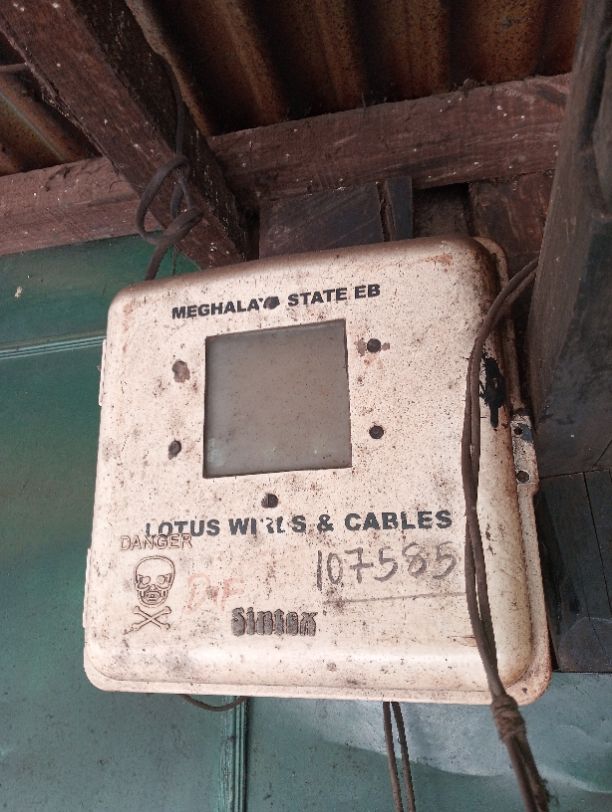 MEGHALAYA STATE EB
LOTUS WIRES & CABLES
DANGER
107585
Sintex